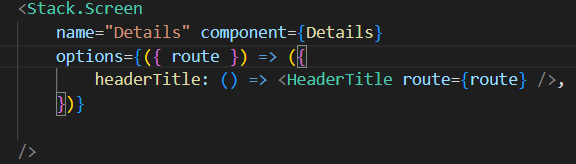 <Stack.Screen
name="Details" component={Details}
options={({ route }) => ({
headerTitle: () => <HeaderTitle route={route} />,
})}
/>